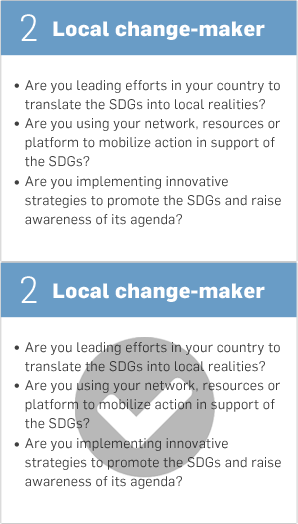 2 Local change-maker
• Are you leading efforts in your country to
translate the SDGs into local realities?
• Are you using your network, resources or
platform to mobilize action in support of
the SDGs?
• Are you implementing innovative
strategies to promote the SDGs and raise
awareness of its agenda?
2 Local change-maker
• Are you leading efforts in your country to
translate the SDGs into local realities?
• Are you using your network, resources or
platform to mobilize action in support of
the SDGs?
• Are you implementing innovative
strategies to promote the SDGs and raise
awareness of its agenda?